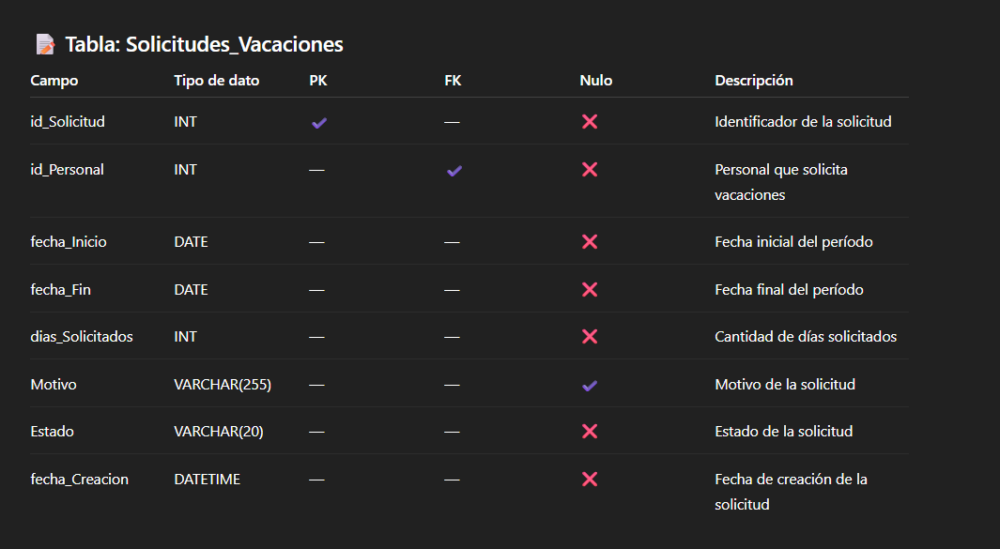 📝 Tabla: Solicitudes_Vacaciones
Campo Tipo de dato PK FK Nulo Descripción
id_Solicitud INT ✔ — ❌ Identificador de la solicitud
id_Personal INT — ✔ ❌ Personal que solicita
vacaciones
fecha_Inicio DATE — — ❌ Fecha inicial del período
fecha_Fin DATE — — ❌ Fecha final del período
dias_Solicitados INT — — ❌ Cantidad de días solicitados
Motivo VARCHAR(255) — — ✔ Motivo de la solicitud
Estado VARCHAR(20) — — ❌ Estado de la solicitud
fecha_Creacion DATETIME — — ❌ Fecha de creación de la
solicitud